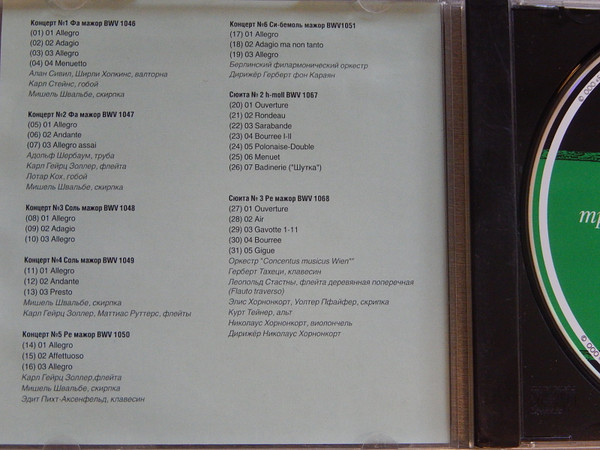 Концерт №1 Фа мажор BWV 1046
(01) 01 Allegro
(02) 02 Adagio
(03) 03 Allegro
(04) 04 Menuetto
Алан Сивил, Ширли Хопкинс, валторна
Карл Стейнс, гобой
Мишель Швальбе, скирпка
Концерт №2 Фа мажор BWV 1047
(05) 01 Allegro
(06) 02 Andante
(07) 03 Allegro assai
Адольф Шербаум, труба
Карл Гейрц Золлер, флейта
Лотар Кох, гобой
Мишель Швальбе, скирпка
Концерт №3 Соль мажор BWV 1048
(08) 01 Allegro
(09) 02 Adagio
(10) 03 Allegro
Концерт №4 Соль мажор BWV 1049
(11) 01 Allegro
(12) 02 Andante
(13) 03 Presto
Мишель Швальбе, скирпка
Карл Гейрц Золлер, Маттиас Руттерс, флейты
Концерт №5 Ре мажор BWV 1050
(14) 01 Allegro
(15) 02 Affettuoso
(16) 03 Allegro
Карл Гейрц Золлер,флейта
Мишель Швальбе, скирпка
Эдит Пихт-Аксенфельд, клавесин
Концерт №6 Си-бемоль мажор BWV1051
(17) 01 Allegro
(18) 02 Adagio ma non tanto
(19) 03 Allegro
Берлинский филармонический оркестр
Дирижёр Герберт фон Караян
Сюита № 2 h-moll BWV 1067
(20) 01 Ouverture
(21) 02 Rondeau
(22) 03 Sarabande
(23) 04 Bourree I-II
(24) 05 Polonaise-Double
(25) 06 Menuet
(26) 07 Badinerie ("Шутка")
Сюита № 3 Ре мажор BWV 1068
(27) 01 Ouverture
(28) 02 Air
(29) 03 Gavotte 1-11
(30) 04 Bourree
(31) 05 Gigue
Оркестр "Concentus musicus Wien""
Герберт Тахеци, клавесин
Леопольд Стастны, флейта деревянная поперечная
(Flauto traverso)
Элис Хорнонкорт, Уолтер Пфайфер, скрипка
Курт Тейнер, альт
Николаус Хорнонкорт, виолончель
Дирижёр Николаус Хорнонкорт
mp